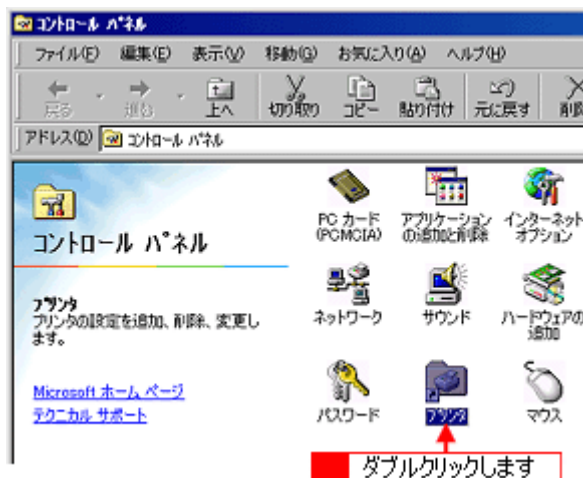 コントロール パネル
ファイル(F) 編集(E) 表示(V) 移動(G) お気に入り(A) ヘルプ(H)
戻る 進む 上へ 切り取り コピー 貼り付け 元に戻す 削除
アドレス(D) コントロール パネル
コントロール パネル
プリンタ
プリンタの設定を追加、削除、変更し
ます。
Microsoft ホーム ページ
テクニカル サポート
PC カード
(PCMCIA)
アプリケーション
の追加と削除
インターネット
オプション
ネットワーク
サウンド
ハードウェアの
追加
パスワード
プリンタ
マウス
ダブルクリックします